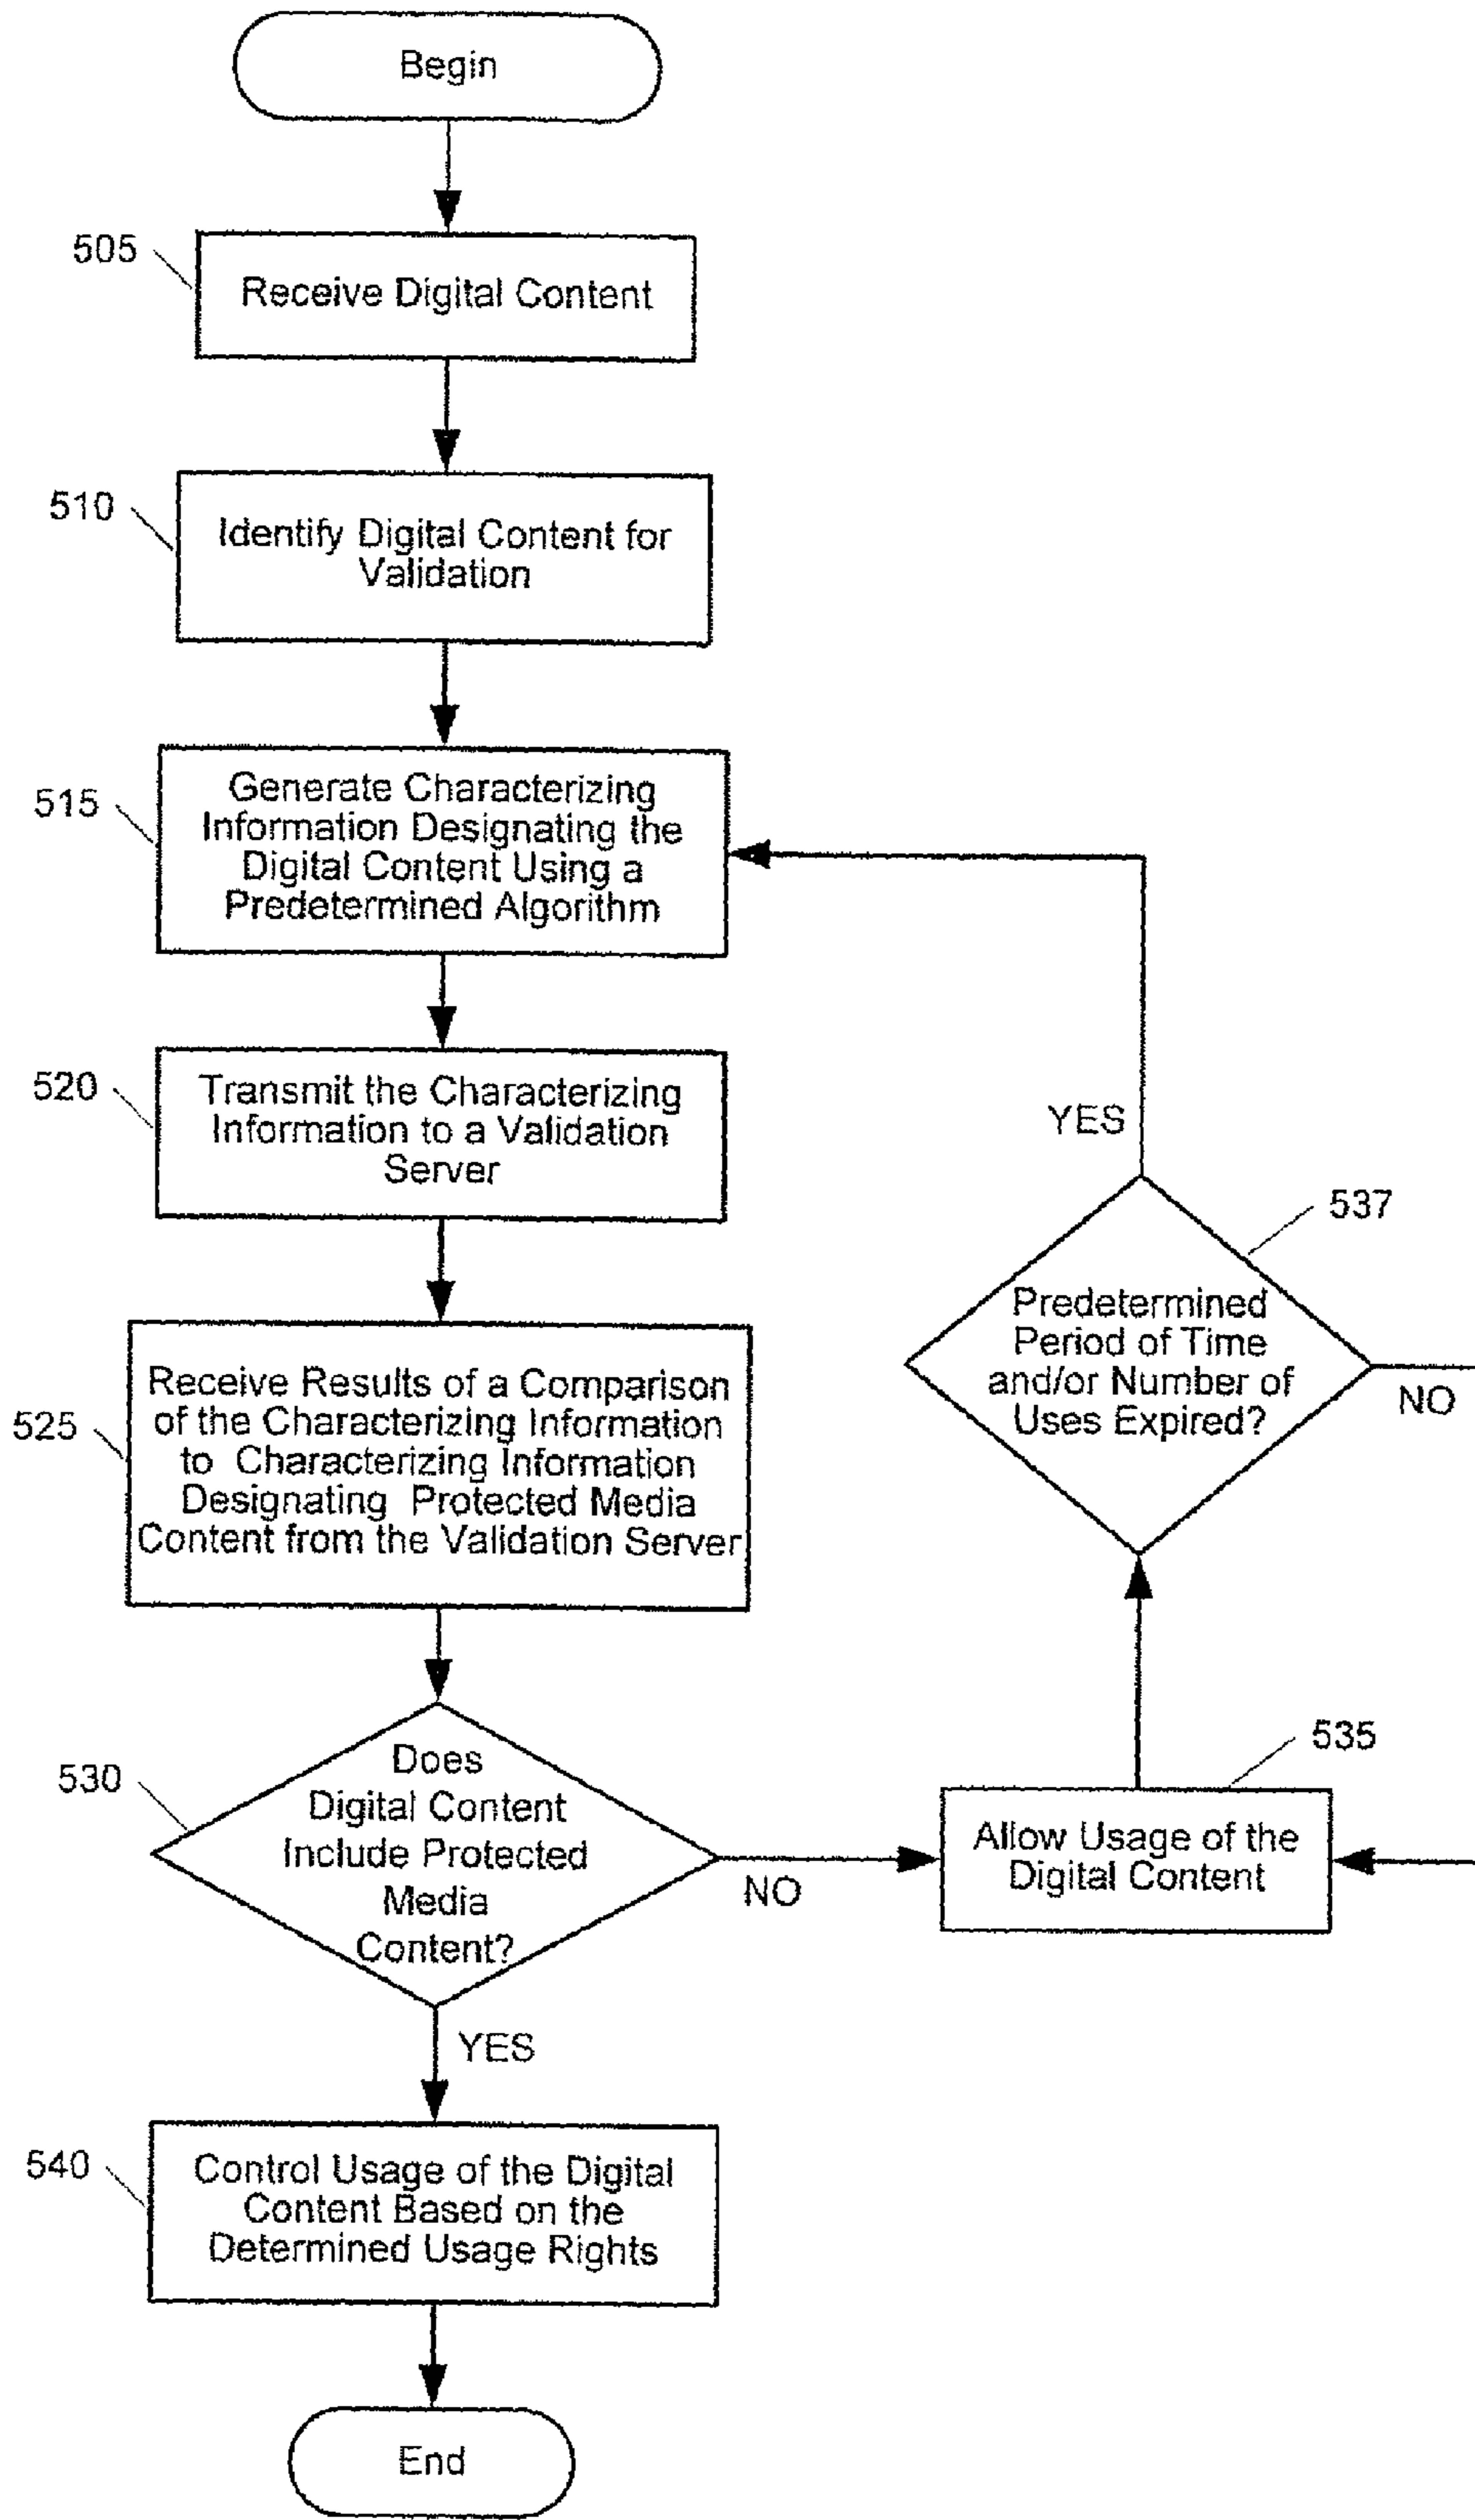 Begin
505
Receive Digital Content
510
Identify Digital Content for
Validation
515
Generate Characterizing
Information Designating the
Digital Content Using a
Predetermined Algorithm
520
Transmit the Characterizing
Information to a Validation
Server
YES
537
Predetermined
Period of Time
and/or Number of
Uses Expired?
NO
525
Receive Results of a Comparison
of the Characterizing Information
to Characterizing Information
Designating Protected Media
Content from the Validation Server
530
Does
Digital Content
Include Protected
Media
Content?
NO
535
Allow Usage of the
Digital Content
YES
540
Control Usage of the Digital
Content Based on the
Determined Usage Rights
End